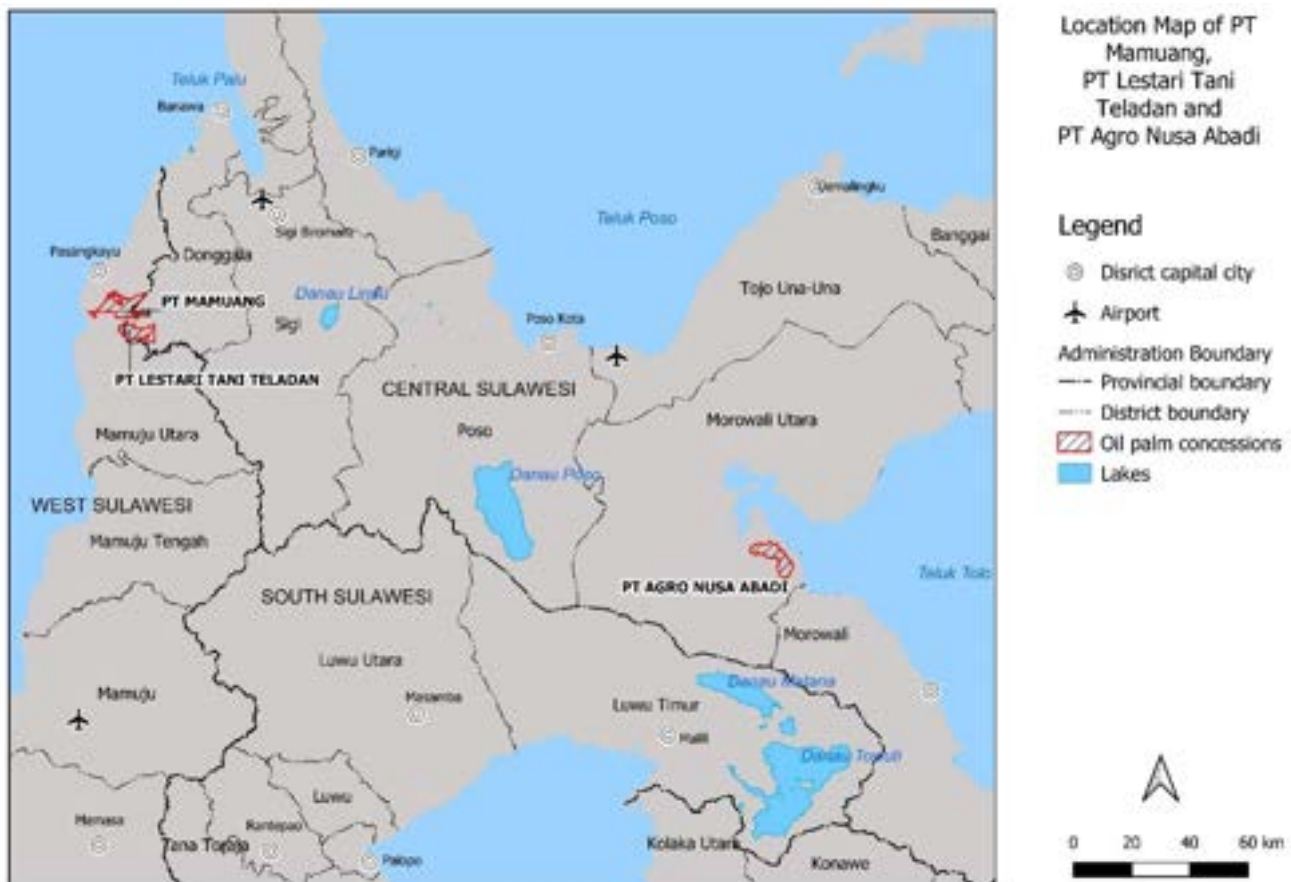 Location Map of PT
Mamuang,
PT Lestari Tani
Teladan and
PT Agro Nusa Abadi
Legend
Disrict capital city
Airport
Administration Boundary
Provincial boundary
District boundary
Oil palm concessions
Lakes
0 20 40 60 km
Teluk Palu
Banawa
Parigi
Teluk Poso
Banggai
Sigi Biromaru
Donggala
Pasangkayu
Tojo Una-Una
PT MAMUANG
Danau Lindu
Sigi
Poso Kota
PT LESTARI TANI TELADAN
CENTRAL SULAWESI
Morowali Utara
Poso
Mamuju Utara
Danau Poso
WEST SULAWESI
Mamuju Tengah
Teluk Tolo
PT AGRO NUSA ABADI
SOUTH SULAWESI
Morowali
Luwu Utara
Danau Matana
Mamuju
Masamba
Luwu Timur
Malili
Danau Towuti
Luwu
Mamasa
Rantepao
Tana Toraja
Palopo
Kolaka Utara
Konawe